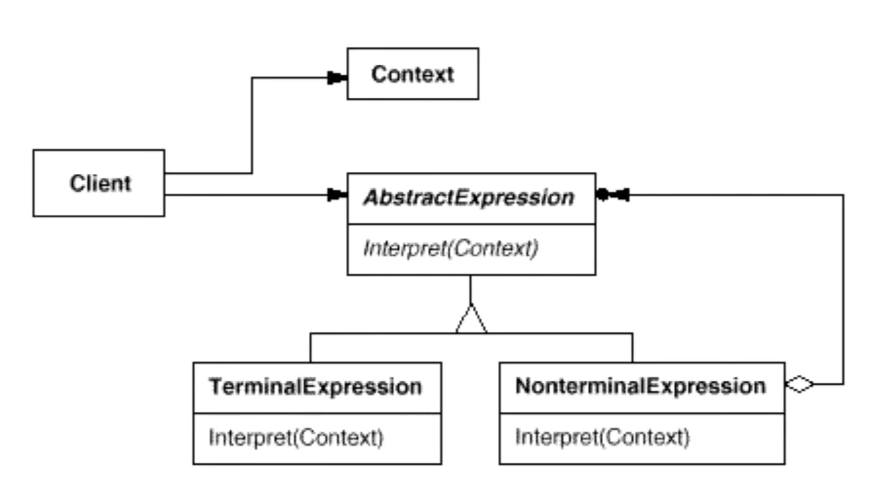 Context
Client
AbstractExpression
Interpret(Context)
TerminalExpression
Interpret(Context)
NonterminalExpression
Interpret(Context)